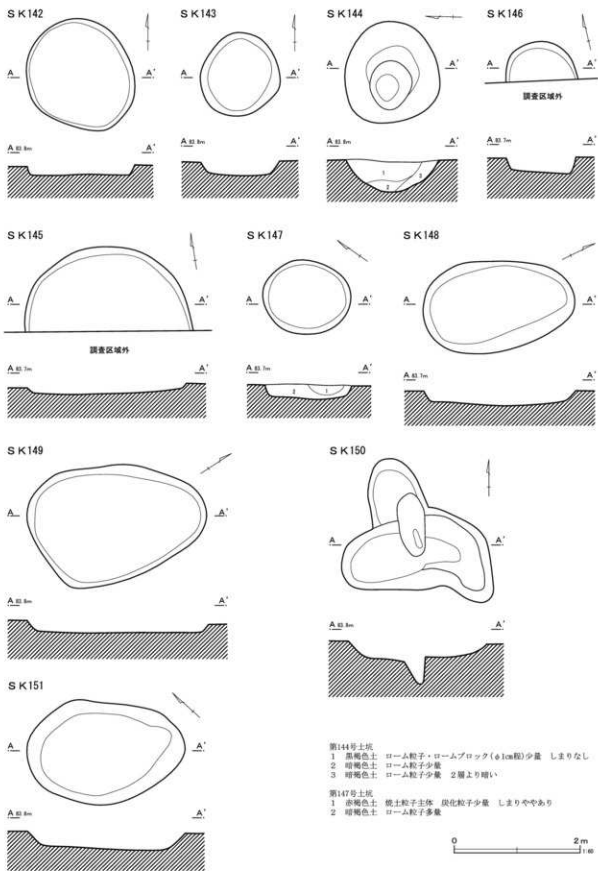 SK142
SK143
SK144
SK146
A A'
A A'
A A'
A A'
調査区域外
A 83.8m A'
A 83.8m A'
A 83.8m A'
A 83.7m A'
1
2
3
SK145
SK147
SK148
A A'
A A'
A A'
調査区域外
A 83.7m A'
A 83.7m A'
A 83.7m A'
2 1
SK149
SK150
A A'
A A'
A 83.8m A'
A 83.8m A'
SK151
A A'
A 83.8m A'
第144号土坑
1 黒褐色土 ローム粒子・ロームブロック(φ1cm程)少量 しまりなし
2 暗褐色土 ローム粒子少量
3 暗褐色土 ローム粒子少量 2層より暗い
第147号土坑
1 赤褐色土 焼土粒子主体 炭化粒子少量 しまりややあり
2 暗褐色土 ローム粒子多量
0 2m
1:60